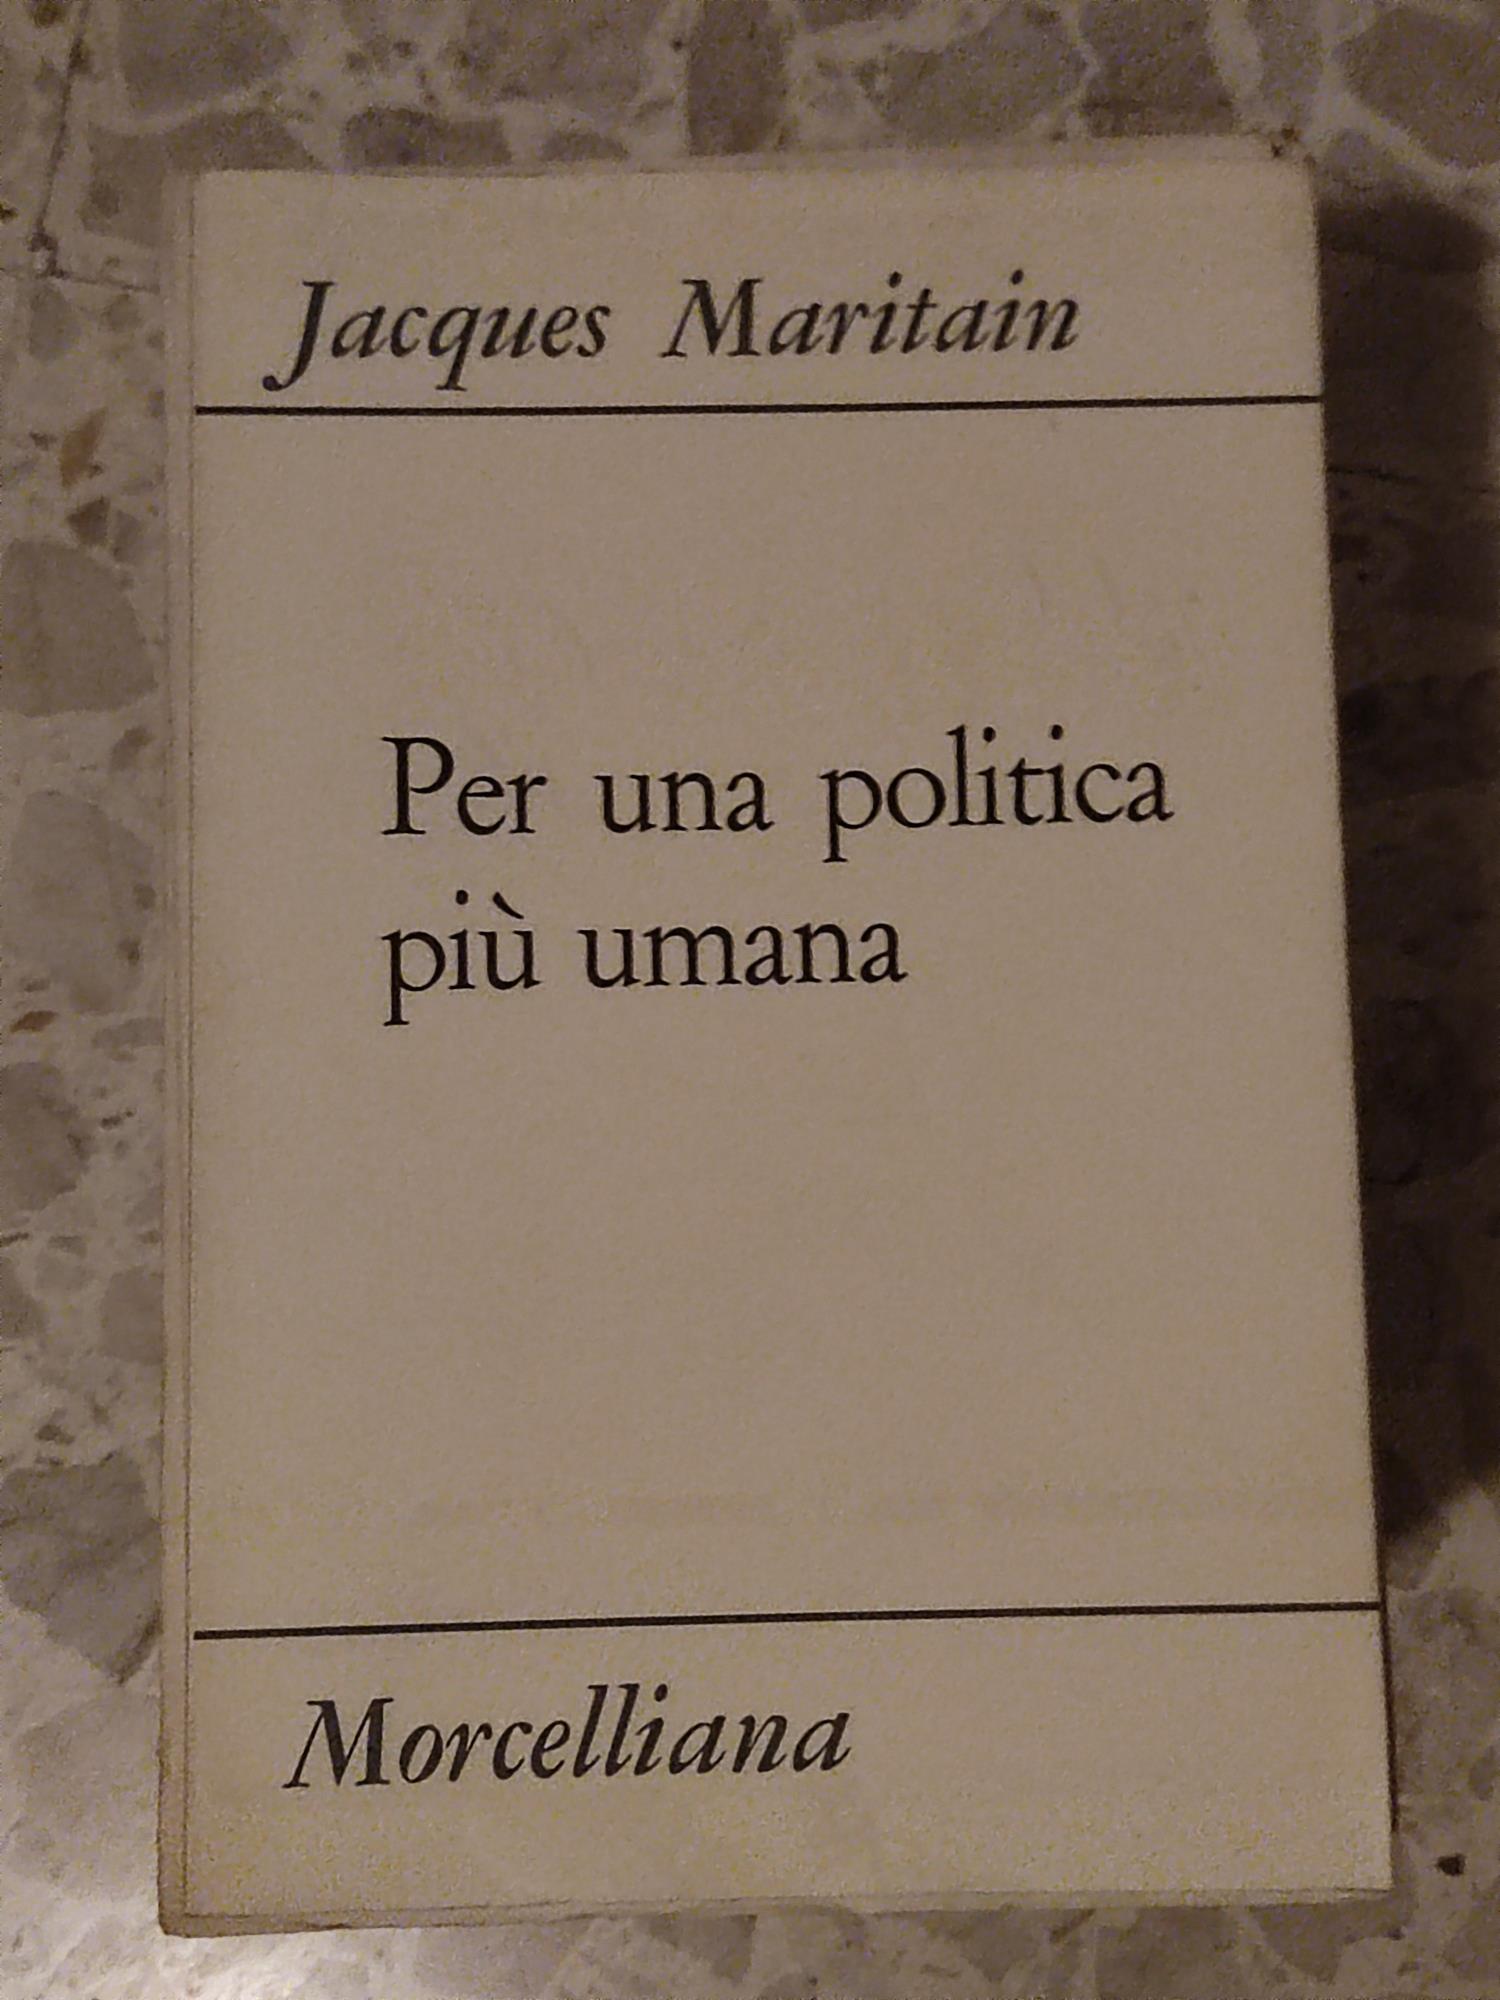 Jacques Maritain
Per una politica
più umana
Morcelliana